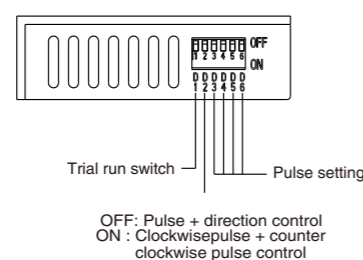 OFF
1 2 3 4 5 6
ON
D D D D D D
1 2 3 4 5 6
Trial run switch
Pulse setting
OFF: Pulse + direction control
ON : Clockwisepulse + counter
clockwise pulse control